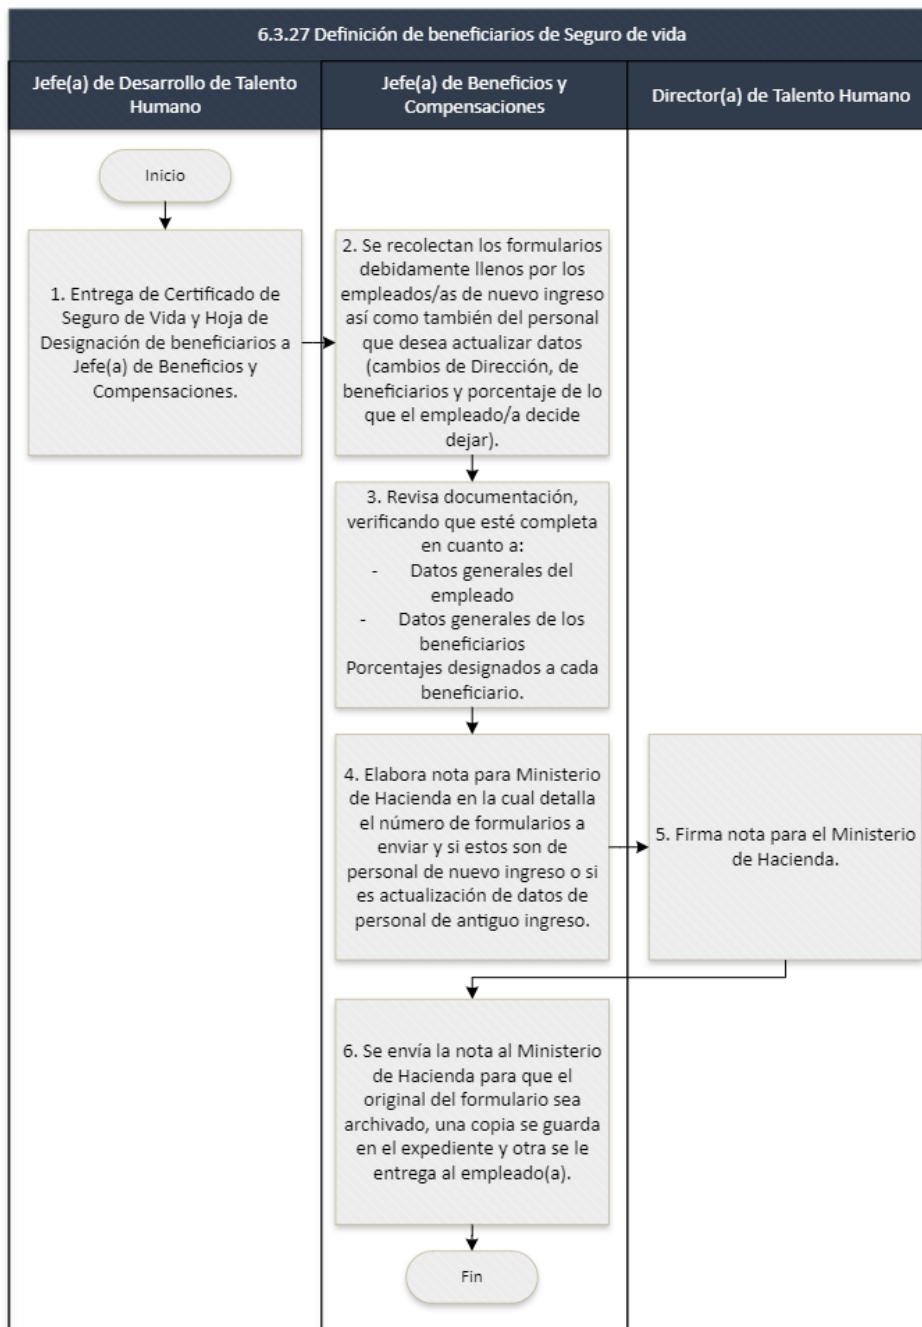 6.3.27 Definición de beneficiarios de Seguro de vida
Jefe(a) de Desarrollo de Talento
Humano
Jefe(a) de Beneficios y
Compensaciones
Director(a) de Talento Humano
Inicio
1. Entrega de Certificado de
Seguro de Vida y Hoja de
Designación de beneficiarios a
Jefe(a) de Beneficios y
Compensaciones.
2. Se recolectan los formularios
debidamente llenos por los
empleados/as de nuevo ingreso
así como también del personal
que desea actualizar datos
(cambios de Dirección, de
beneficiarios y porcentaje de lo
que el empleado/a decide
dejar).
3. Revisa documentación,
verificando que esté completa
en cuanto a:
- Datos generales del
empleado
- Datos generales de los
beneficiarios
Porcentajes designados a cada
beneficiario.
4. Elabora nota para Ministerio
de Hacienda en la cual detalla
el número de formularios a
enviar y si estos son de
personal de nuevo ingreso o si
es actualización de datos de
personal de antiguo ingreso.
5. Firma nota para el Ministerio
de Hacienda.
6. Se envía la nota al Ministerio
de Hacienda para que el
original del formulario sea
archivado, una copia se guarda
en el expediente y otra se le
entrega al empleado(a).
Fin